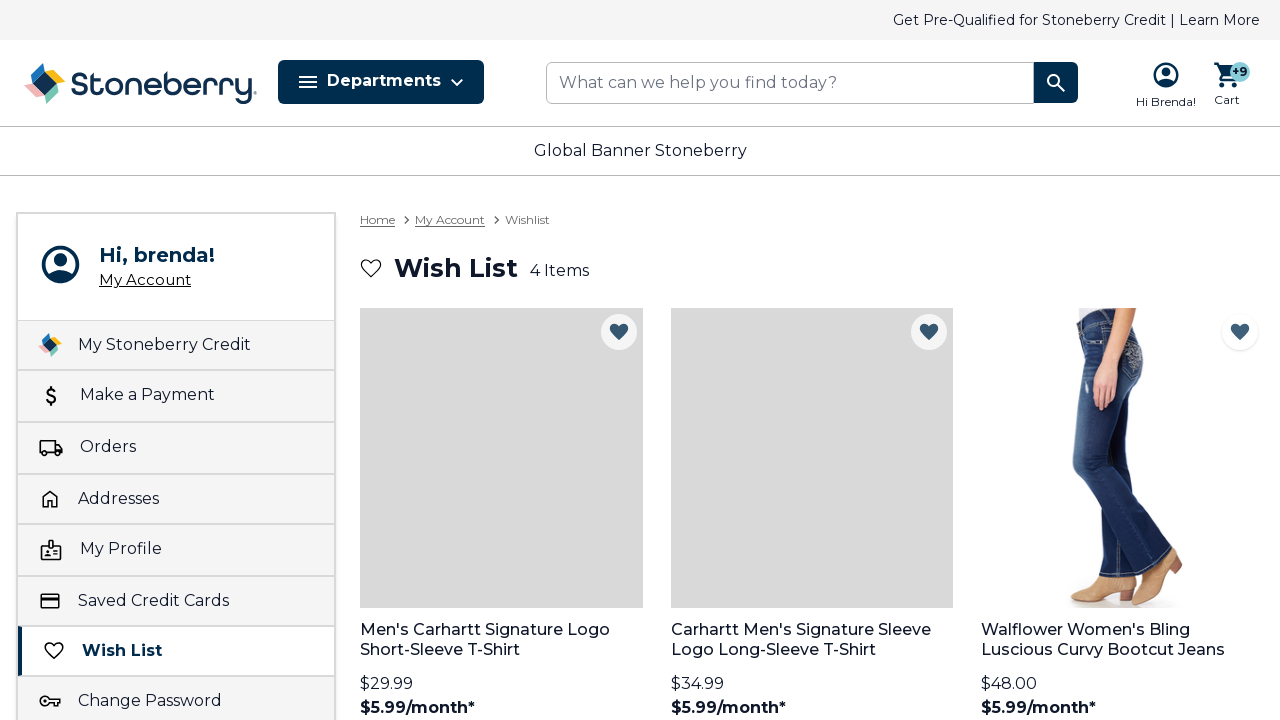 Get Pre-Qualified for Stoneberry Credit | Learn More
Stoneberry
Departments
What can we help you find today?
Hi Brenda!
+9
Cart
Global Banner Stoneberry
Hi, brenda!
My Account
My Stoneberry Credit
Make a Payment
Orders
Addresses
My Profile
Saved Credit Cards
Wish List
Change Password
Home > My Account > Wishlist
Wish List 4 Items
Men's Carhartt Signature Logo
Short-Sleeve T-Shirt
$29.99
$5.99/month*
Carhartt Men's Signature Sleeve
Logo Long-Sleeve T-Shirt
$34.99
$5.99/month*
Walflower Women's Bling
Luscious Curvy Bootcut Jeans
$48.00
$5.99/month*